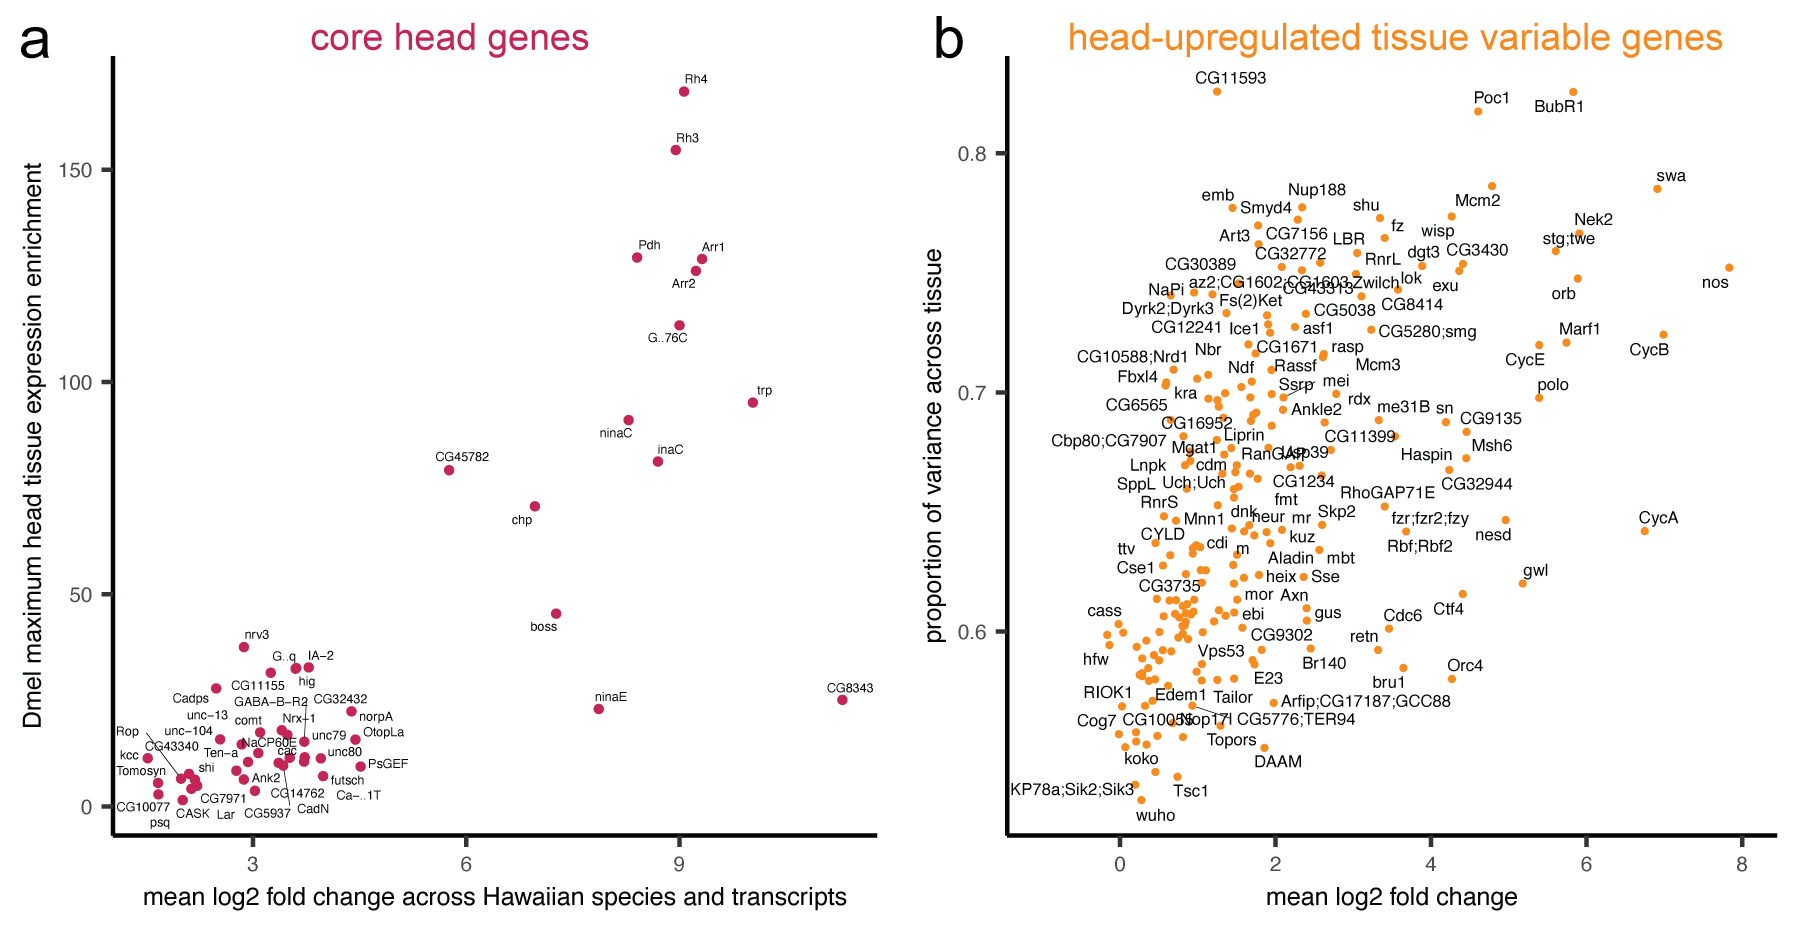 a
core head genes
Dmel maximum head tissue expression enrichment
150
100
50
0
3
6
9
mean log2 fold change across Hawaiian species and transcripts
Rh4
Rh3
Pdh
Arr1
Arr2
G..76C
trp
ninaC
inaC
CG45782
chp
boss
ninaE
CG8343
nrv3
G..q
IA−2
hig
CG11155
Cadps
GABA−B−R2
CG32432
unc−13
comt
Nrx−1
norpA
Rop
unc−104
unc79
OtopLa
CG43340
Ten−a
NaCP60E
cac
unc80
kcc
Tomosyn
shi
PsGEF
Ank2
futsch
CG10077
CG7971
CG14762
Ca−..1T
psq
CASK
Lar
CG5937
CadN
b
head-upregulated tissue variable genes
proportion of variance across tissue
0.8
0.7
0.6
0
2
4
6
8
mean log2 fold change
CG11593
Poc1
BubR1
swa
emb
Nup188
Smyd4
shu
Mcm2
Nek2
Art3
CG7156
fz
wisp
stg;twe
LBR
CG32772
RnrL
dgt3
CG3430
CG30389
az2;CG1602;CG1603;Zwilch
lok
exu
nos
orb
NaPi
CG43313
CG8414
Dyrk2;Dyrk3
Fs(2)Ket
CG5038
CG12241
Ice1
asf1
CG5280;smg
Marf1
CycB
Nbr
CG1671
rasp
CycE
CG10588;Nrd1
Ndf
Rassf
Mcm3
Fbxl4
kra
Ssrp
mei
polo
rdx
CG6565
Ankle2
me31B
sn
CG9135
CG16952
Liprin
CG11399
Cbp80;CG7907
Mgat1
RanGAP
Usp39
Haspin
Msh6
Lnpk
cdm
SppL
Uch;Uch
CG1234
CG32944
RnrS
fmt
RhoGAP71E
Mnn1
dnk
neur
mr
Skp2
fzr;fzr2;fzy
nesd
CycA
CYLD
kuz
Rbf;Rbf2
ttv
cdi
m
Aladin
mbt
Cse1
gwl
CG3735
heix
Sse
mor
Axn
cass
ebi
gus
Ctf4
Cdc6
CG9302
retn
hfw
Vps53
Br140
Orc4
E23
bru1
RIOK1
Edem1
Tailor
Arfip;CG17187;GCC88
Cog7
CG10055
Nop17l
CG5776;TER94
Topors
koko
DAAM
KP78a;Sik2;Sik3
Tsc1
wuho